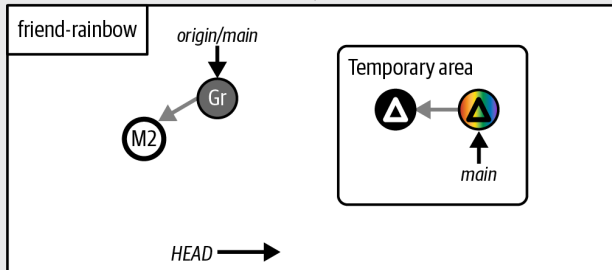 friend-rainbow
origin/main
Gr
M2
Temporary area
main
HEAD